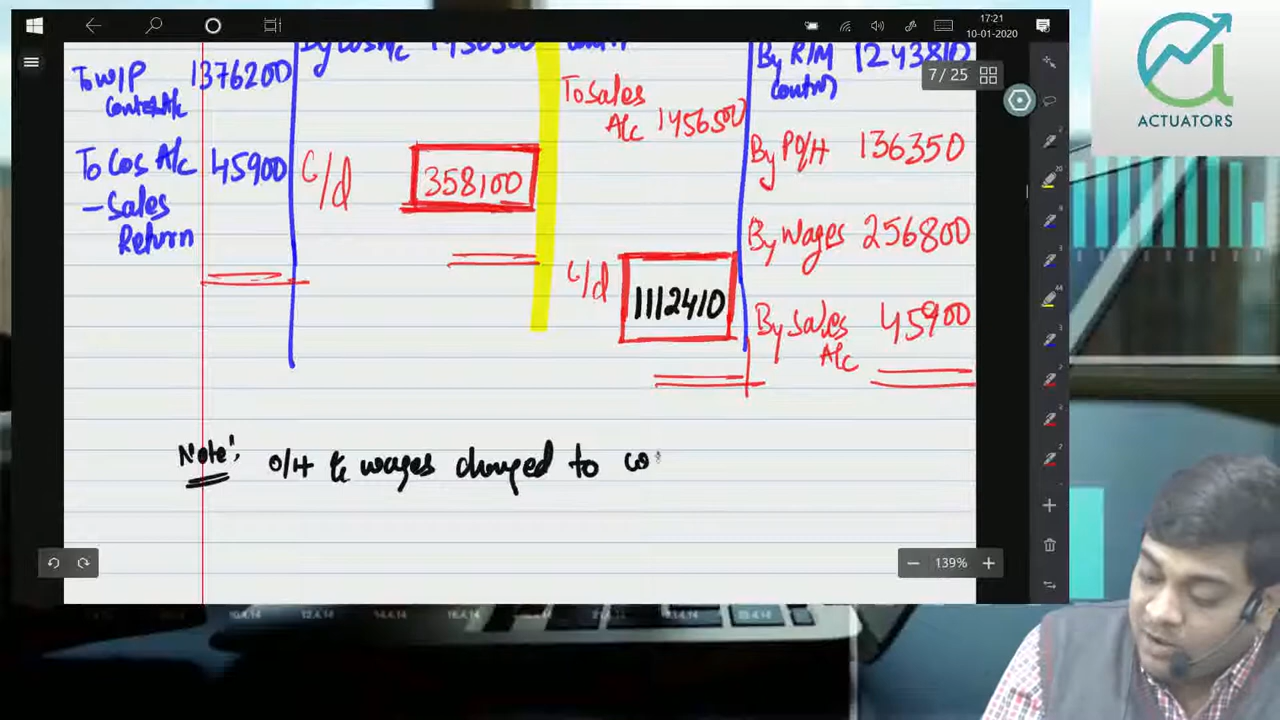 17:21
10-01-2020
7 / 25
ACTUATORS
By R/M 1243810
control
To W/P 1376200
Control A/c
To Sales
A/c 1456500
By PO/H 136350
To Cos A/c 45900
- Sales
Return
C/d 358100
By Wages 256800
C/d 1112410
By Sales 45900
A/c
Note: O/H & wages charged to co
139%